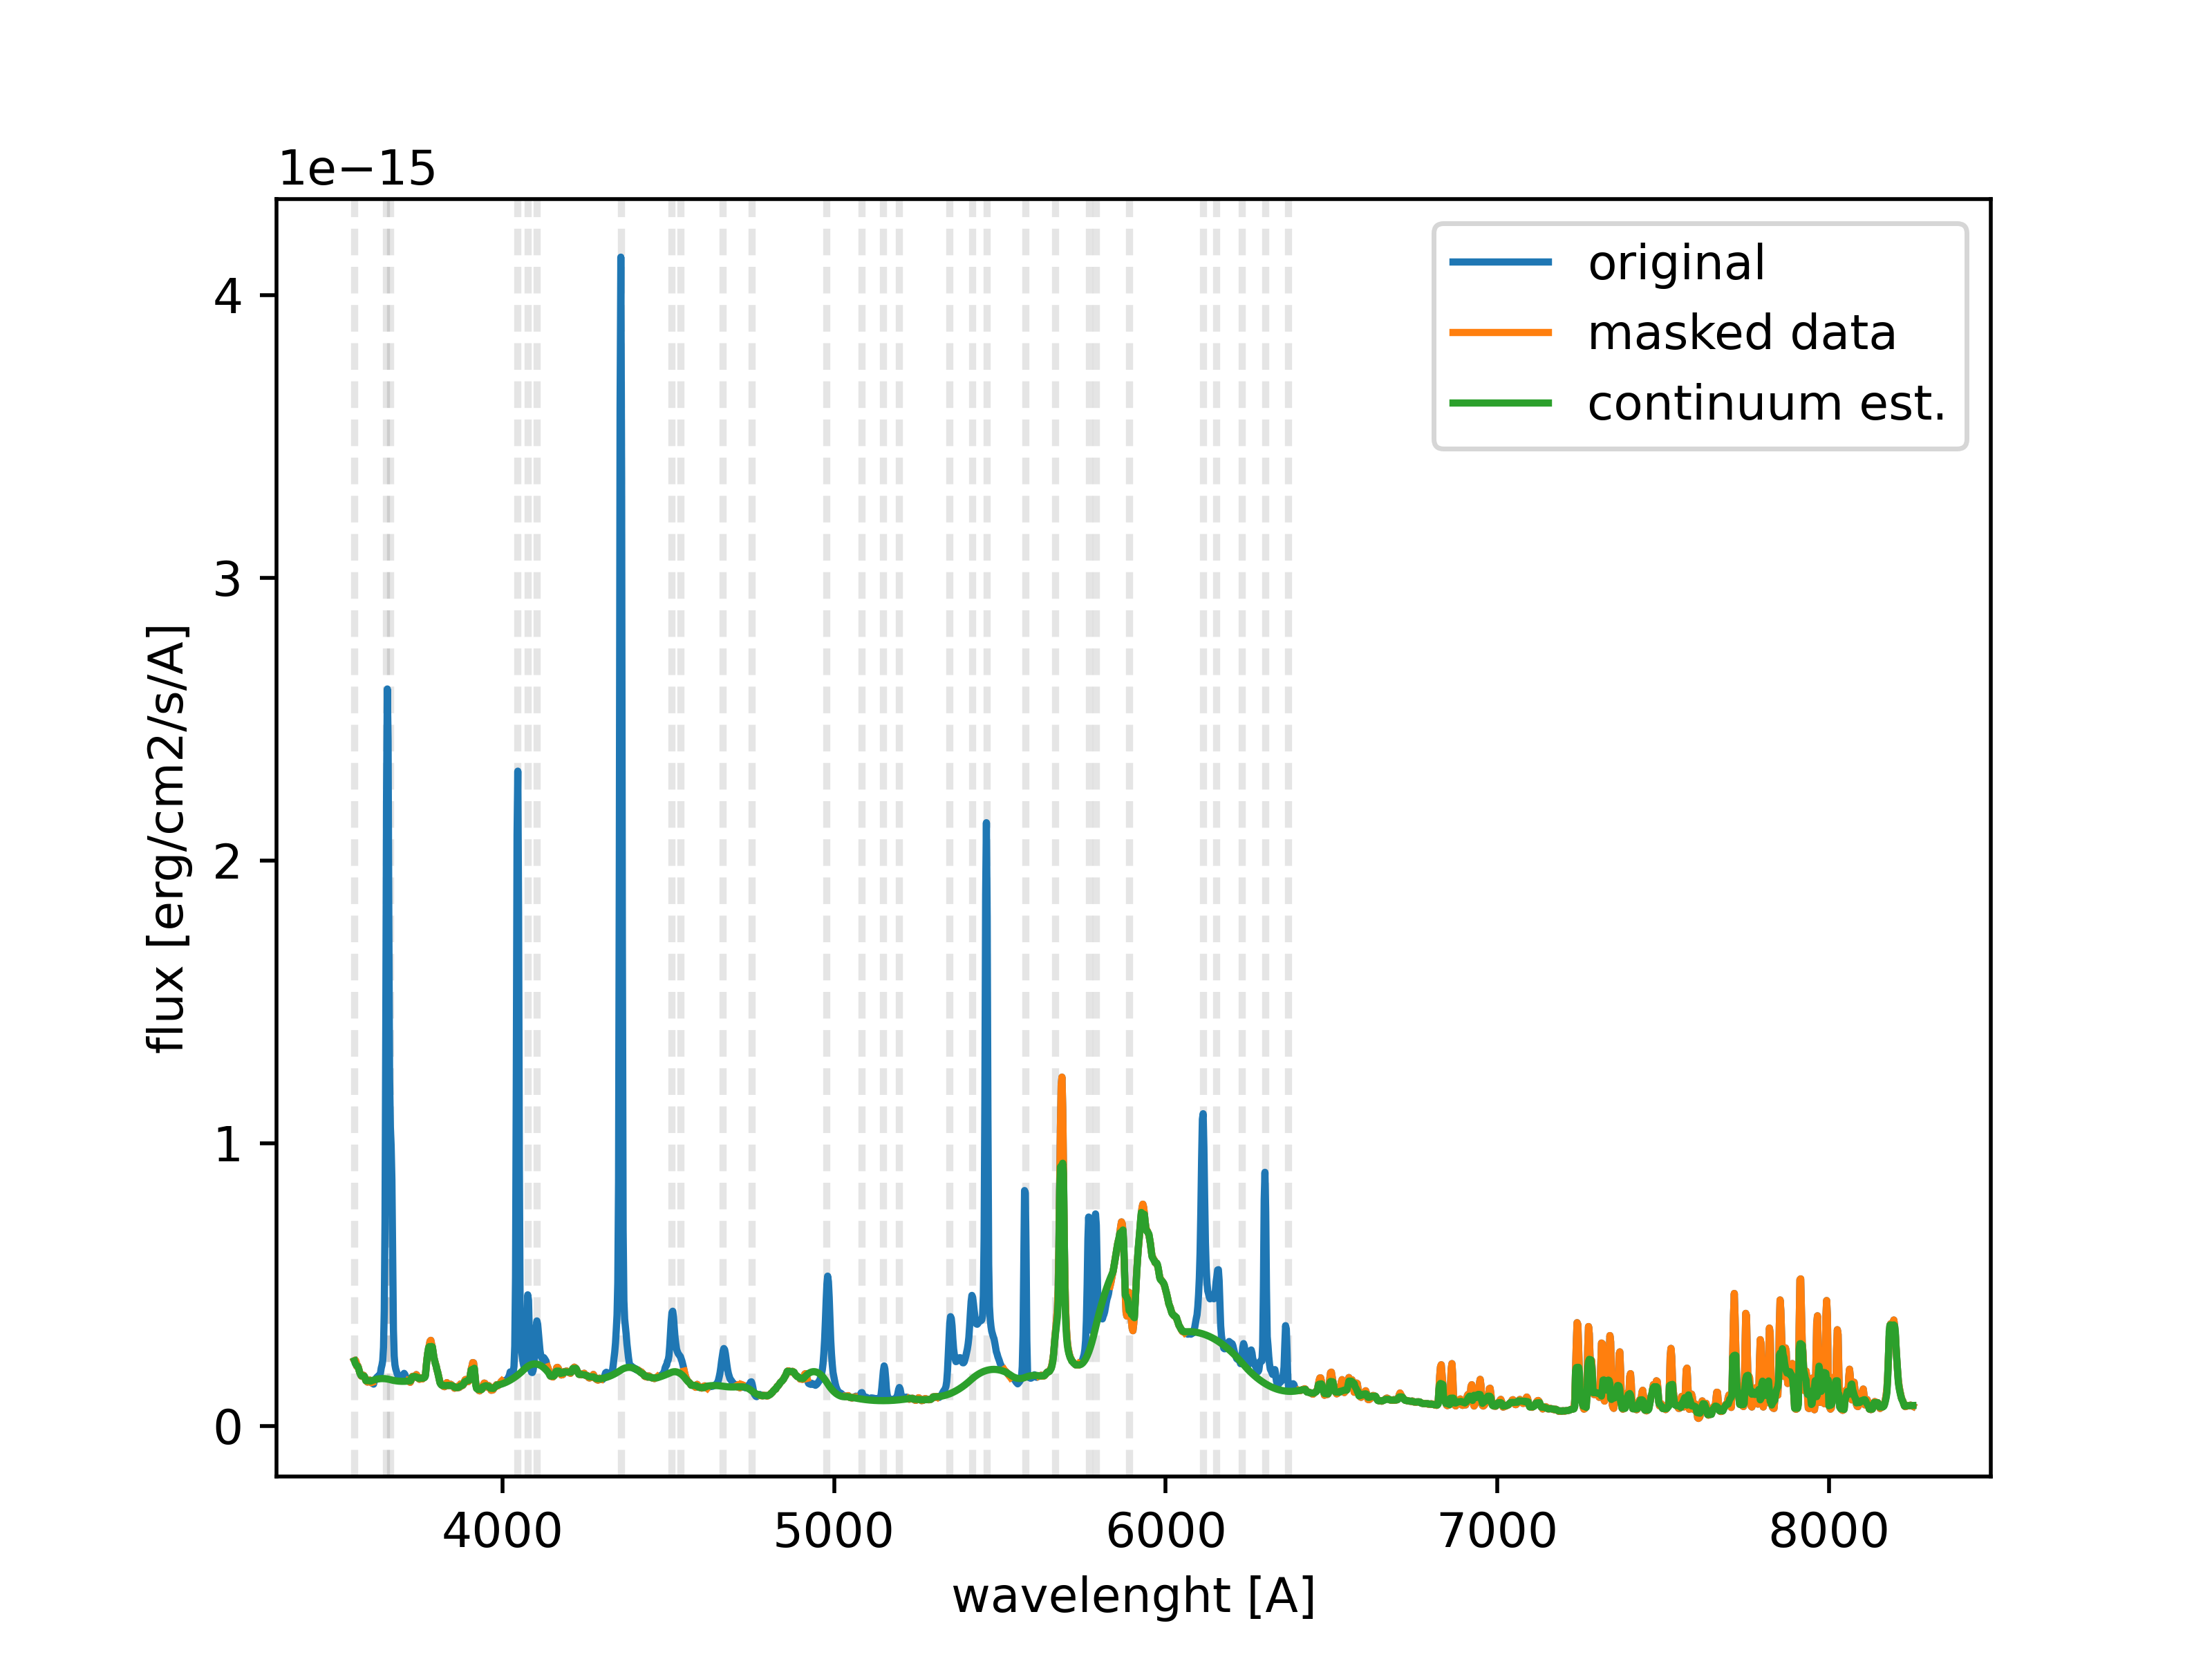 1e−15
original
masked data
continuum est.
4
3
2
1
0
flux [erg/cm2/s/A]
4000 5000 6000 7000 8000
wavelenght [A]